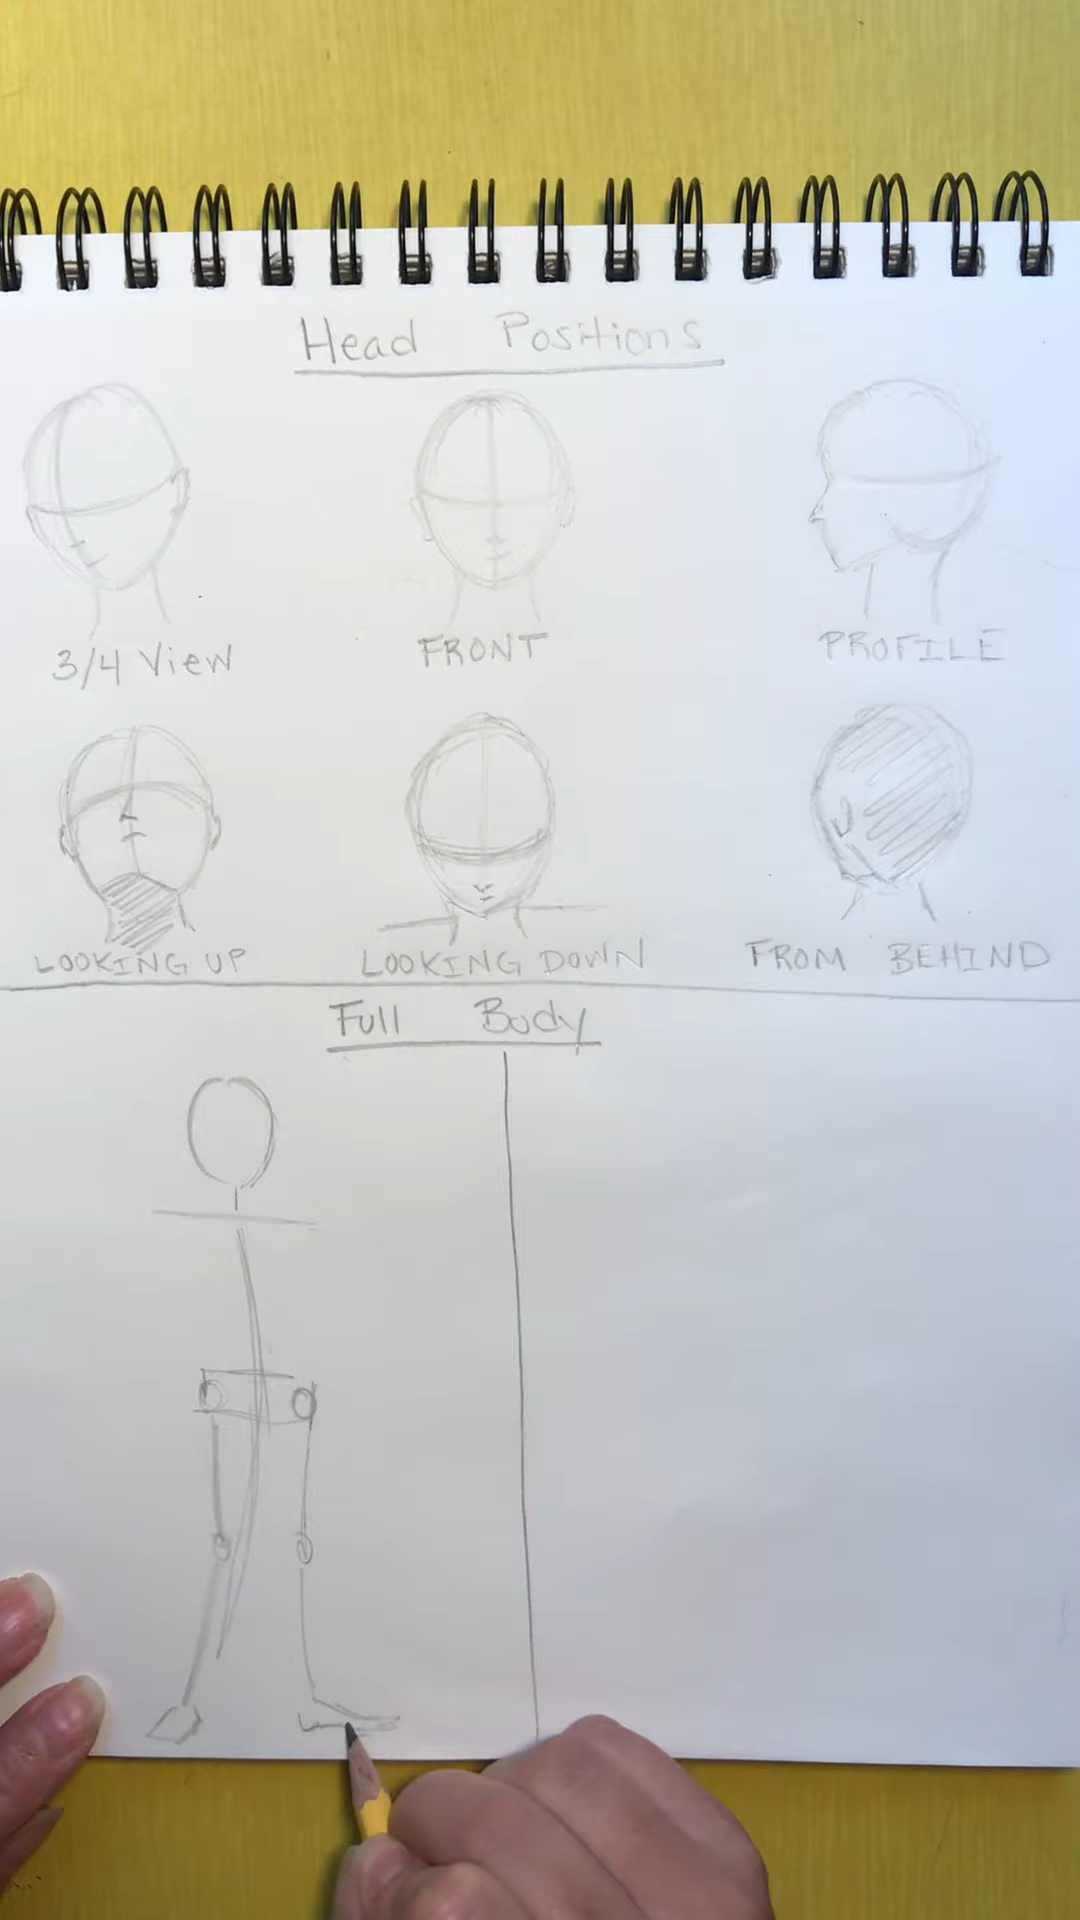 Head Positions
3/4 View
FRONT
PROFILE
LOOKING UP
LOOKING DOWN
FROM BEHIND
Full Body